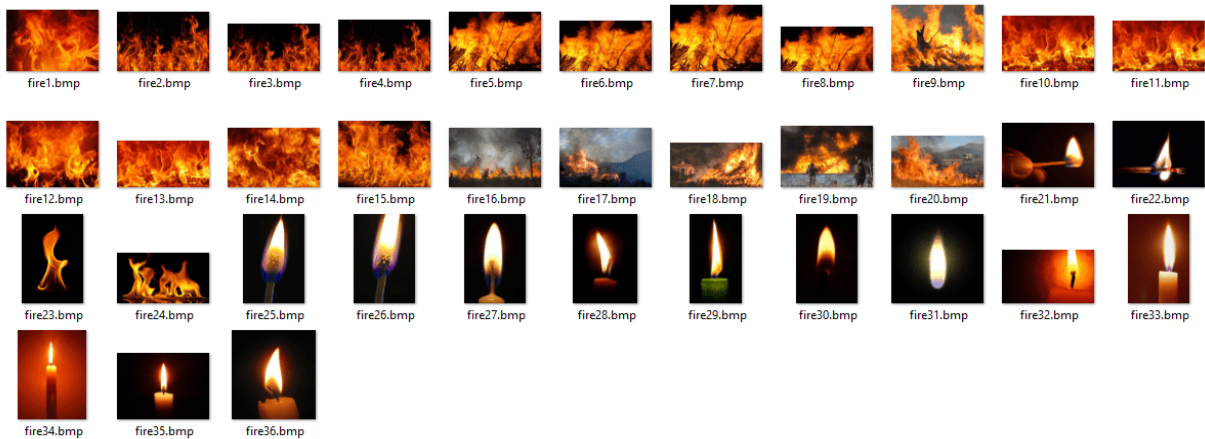 fire1.bmp fire2.bmp fire3.bmp fire4.bmp fire5.bmp fire6.bmp fire7.bmp fire8.bmp fire9.bmp fire10.bmp fire11.bmp
fire12.bmp fire13.bmp fire14.bmp fire15.bmp fire16.bmp fire17.bmp fire18.bmp fire19.bmp fire20.bmp fire21.bmp fire22.bmp
fire23.bmp fire24.bmp fire25.bmp fire26.bmp fire27.bmp fire28.bmp fire29.bmp fire30.bmp fire31.bmp fire32.bmp fire33.bmp
fire34.bmp fire35.bmp fire36.bmp